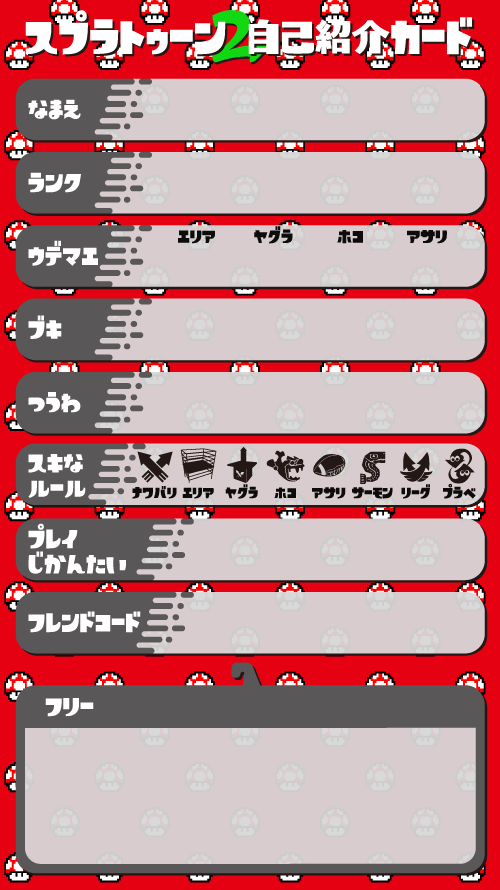 スプラトゥーン2自己紹介カード
なまえ
ランク
エリア ヤグラ ホコ アサリ
ウデマエ
ブキ
つうわ
スキな
ルール
ナワバリ エリア ヤグラ ホコ アサリ サーモン リーグ プラベ
プレイ
じかんたい
フレンドコード
フリー